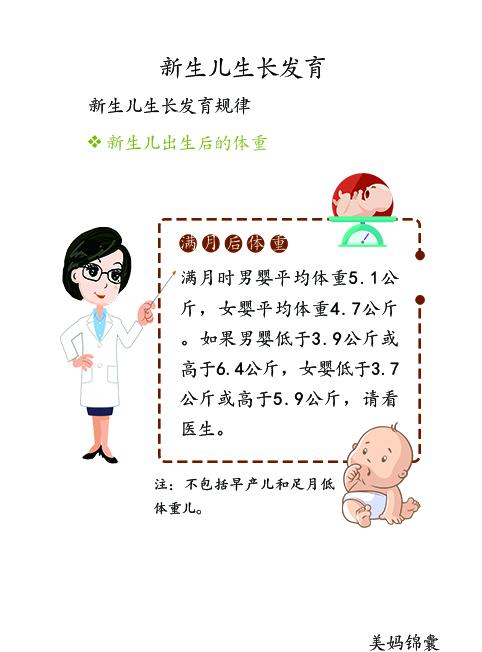 新生儿生长发育
新生儿生长发育规律
❖ 新生儿出生后的体重
满月后体重
满月时男婴平均体重5.1公
斤，女婴平均体重4.7公斤
。如果男婴低于3.9公斤或
高于6.4公斤，女婴低于3.7
公斤或高于5.9公斤，请看
医生。
注：不包括早产儿和足月低
体重儿。
美妈锦囊